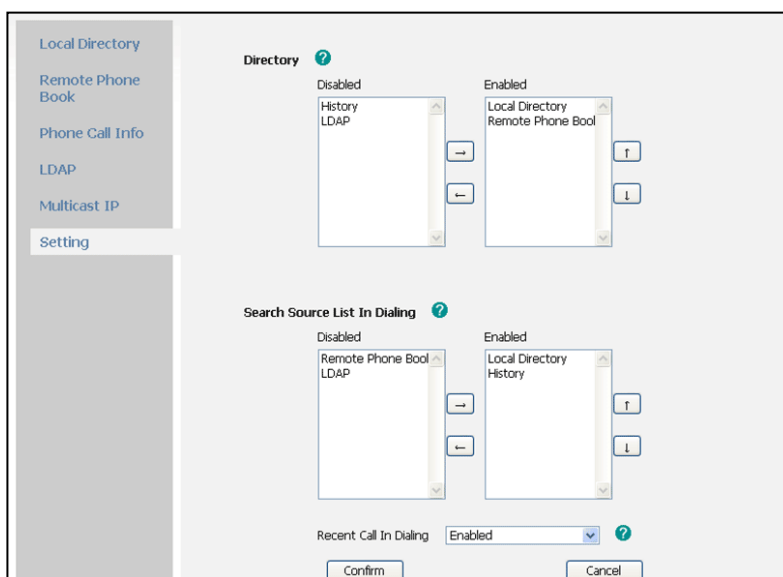 Local Directory
Remote Phone
Book
Phone Call Info
LDAP
Multicast IP
Setting
Directory ?
Disabled
History
LDAP
→
←
Enabled
Local Directory
Remote Phone Bool
↑
↓
Search Source List In Dialing ?
Disabled
Remote Phone Bool
LDAP
→
←
Enabled
Local Directory
History
↑
↓
Recent Call In Dialing Enabled ?
Confirm Cancel